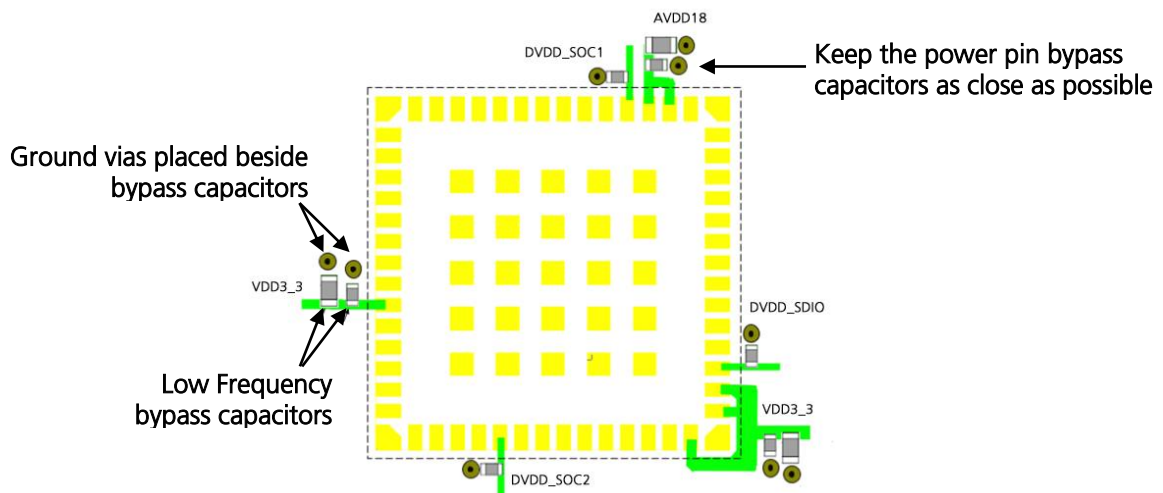 AVDD18
DVDD_SOC1
Keep the power pin bypass
capacitors as close as possible
Ground vias placed beside
bypass capacitors
VDD3_3
DVDD_SDIO
Low Frequency
bypass capacitors
VDD3_3
DVDD_SOC2